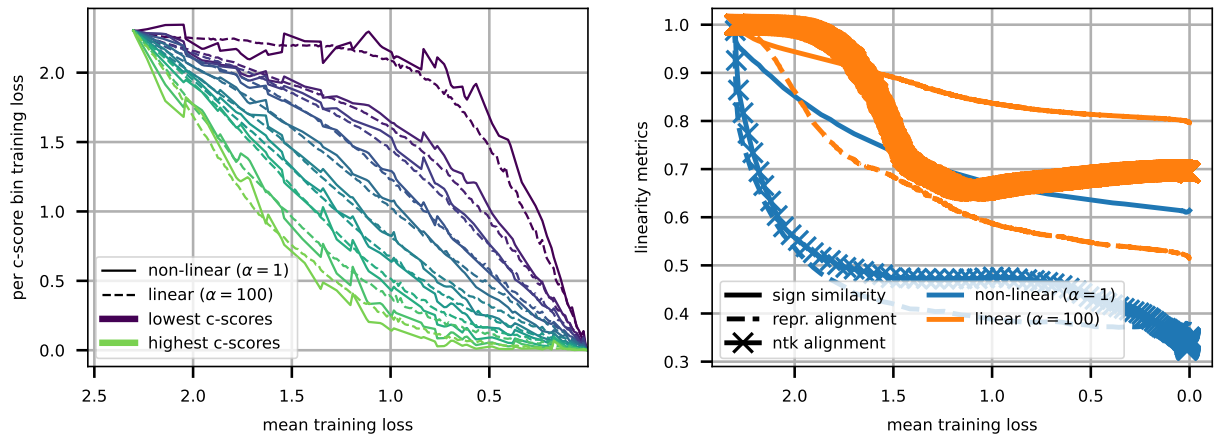 per c-score bin training loss
2.0
1.5
1.0
0.5
0.0
non-linear (α = 1)
linear (α = 100)
lowest c-scores
highest c-scores
2.5 2.0 1.5 1.0 0.5
mean training loss
linearity metrics
1.0
0.9
0.8
0.7
0.6
0.5
0.4
0.3
sign similarity
repr. alignment
ntk alignment
non-linear (α = 1)
linear (α = 100)
2.0 1.5 1.0 0.5 0.0
mean training loss